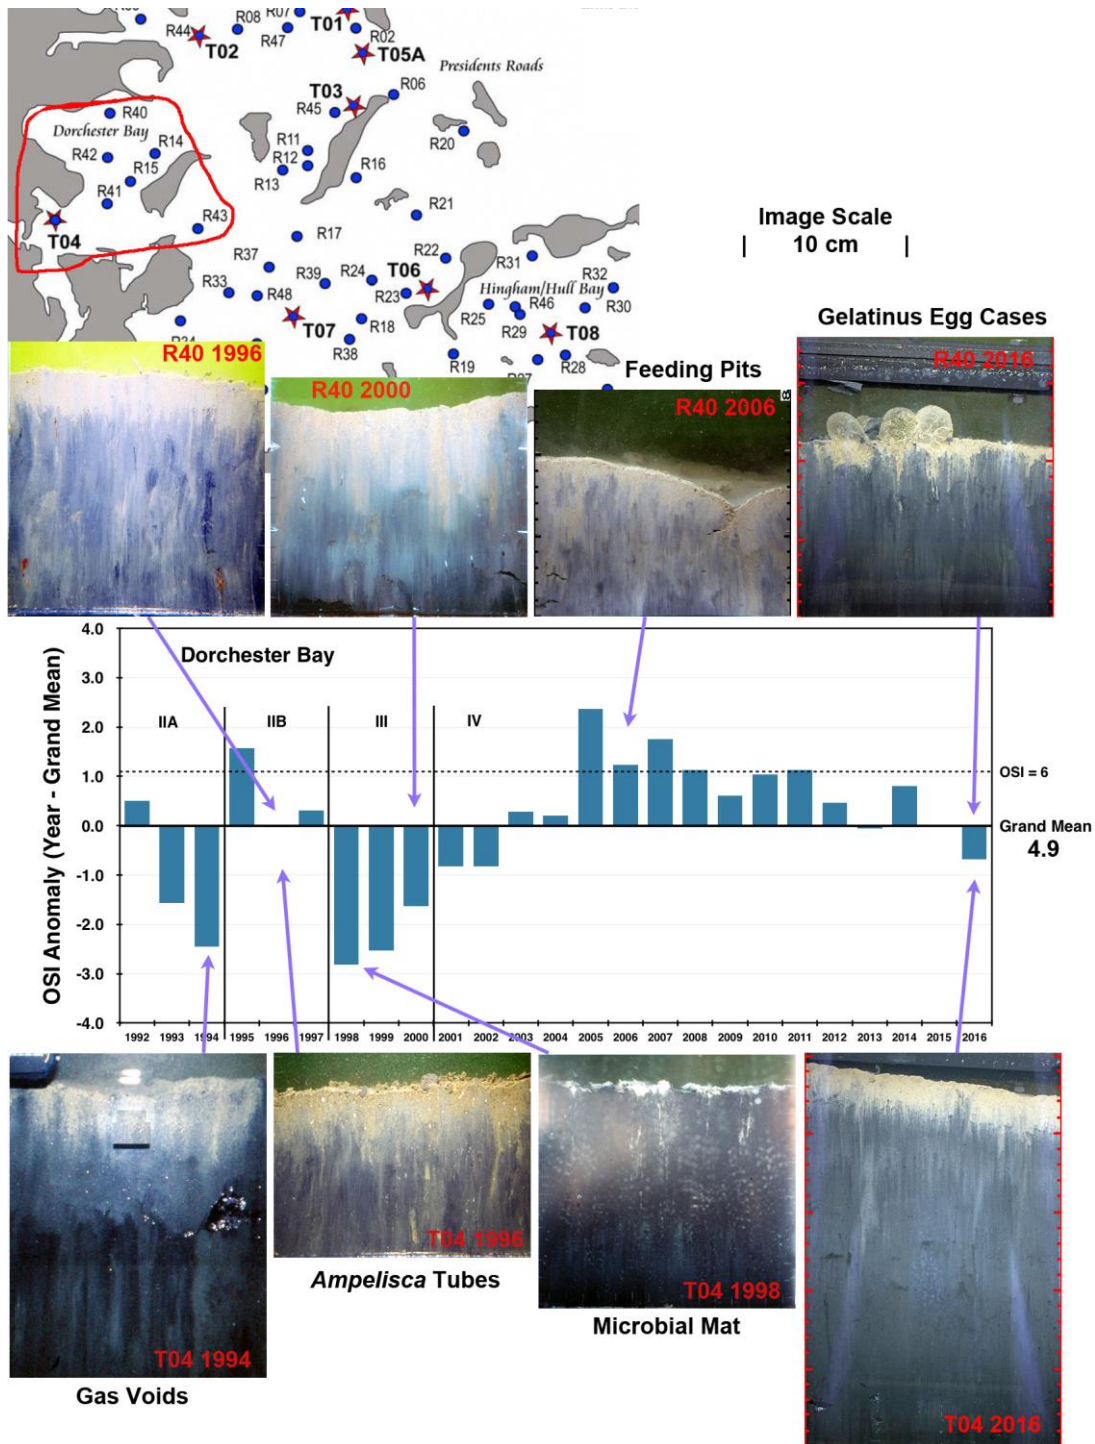 R08
R07
R44
T02
R47
T01
R02
T05A
Presidents Roads
T03
R06
R45
R40
Dorchester Bay
R14
R42
R15
R11
R12
R13
R16
R20
R41
T04
R43
R21
R17
R37
R22
R31
R39
R24
T06
R32
Hingham/Hull Bay
R33
R48
R23
R25
R46
R30
R29
T07
R18
T08
R38
R19
R28
Image Scale
| 10 cm |
Gelatinus Egg Cases
Feeding Pits
R40 1996
R40 2000
R40 2006
R40 2016
OSI Anomaly (Year - Grand Mean)
4.0
3.0
2.0
1.0
0.0
-1.0
-2.0
-3.0
-4.0
Dorchester Bay
IIA IIB III IV
OSI = 6
Grand Mean
4.9
1992 1993 1994 1995 1996 1997 1998 1999 2000 2001 2002 2003 2004 2005 2006 2007 2008 2009 2010 2011 2012 2013 2014 2015 2016
T04 1994
Gas Voids
T04 1996
Ampelisca Tubes
T04 1998
Microbial Mat
T04 2016